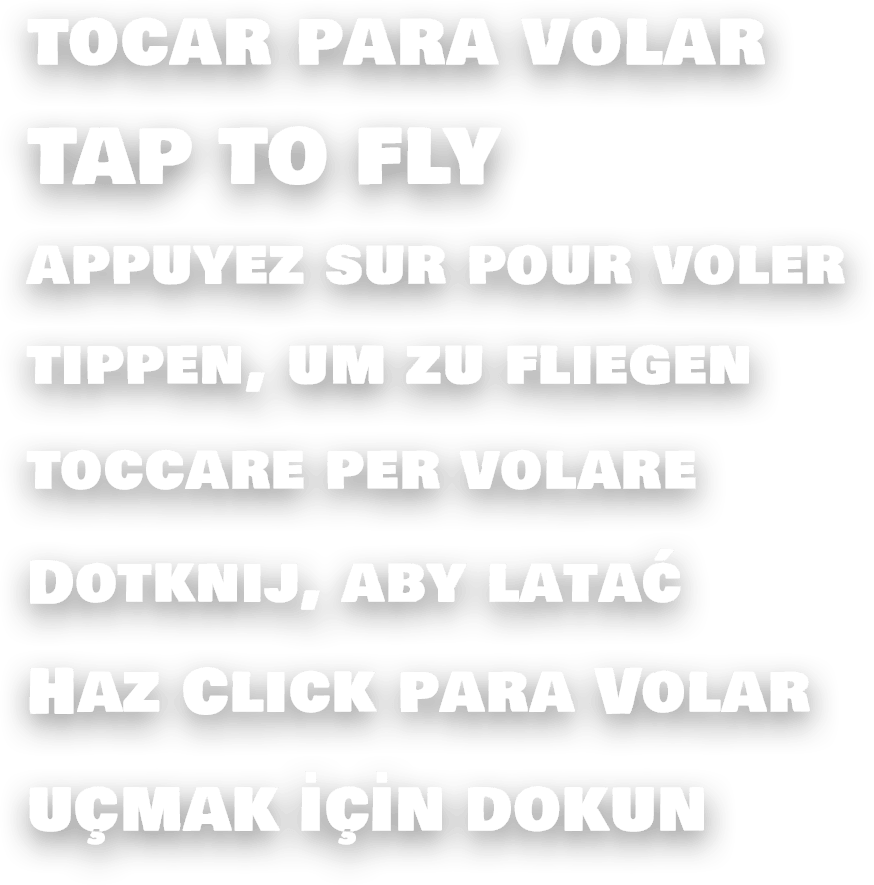 TOCAR PARA VOLAR
TAP TO FLY
APPUYEZ SUR POUR VOLER
TIPPEN, UM ZU FLIEGEN
TOCCARE PER VOLARE
DOTKNIJ, ABY LATAĆ
HAZ CLICK PARA VOLAR
UÇMAK İÇİN DOKUN